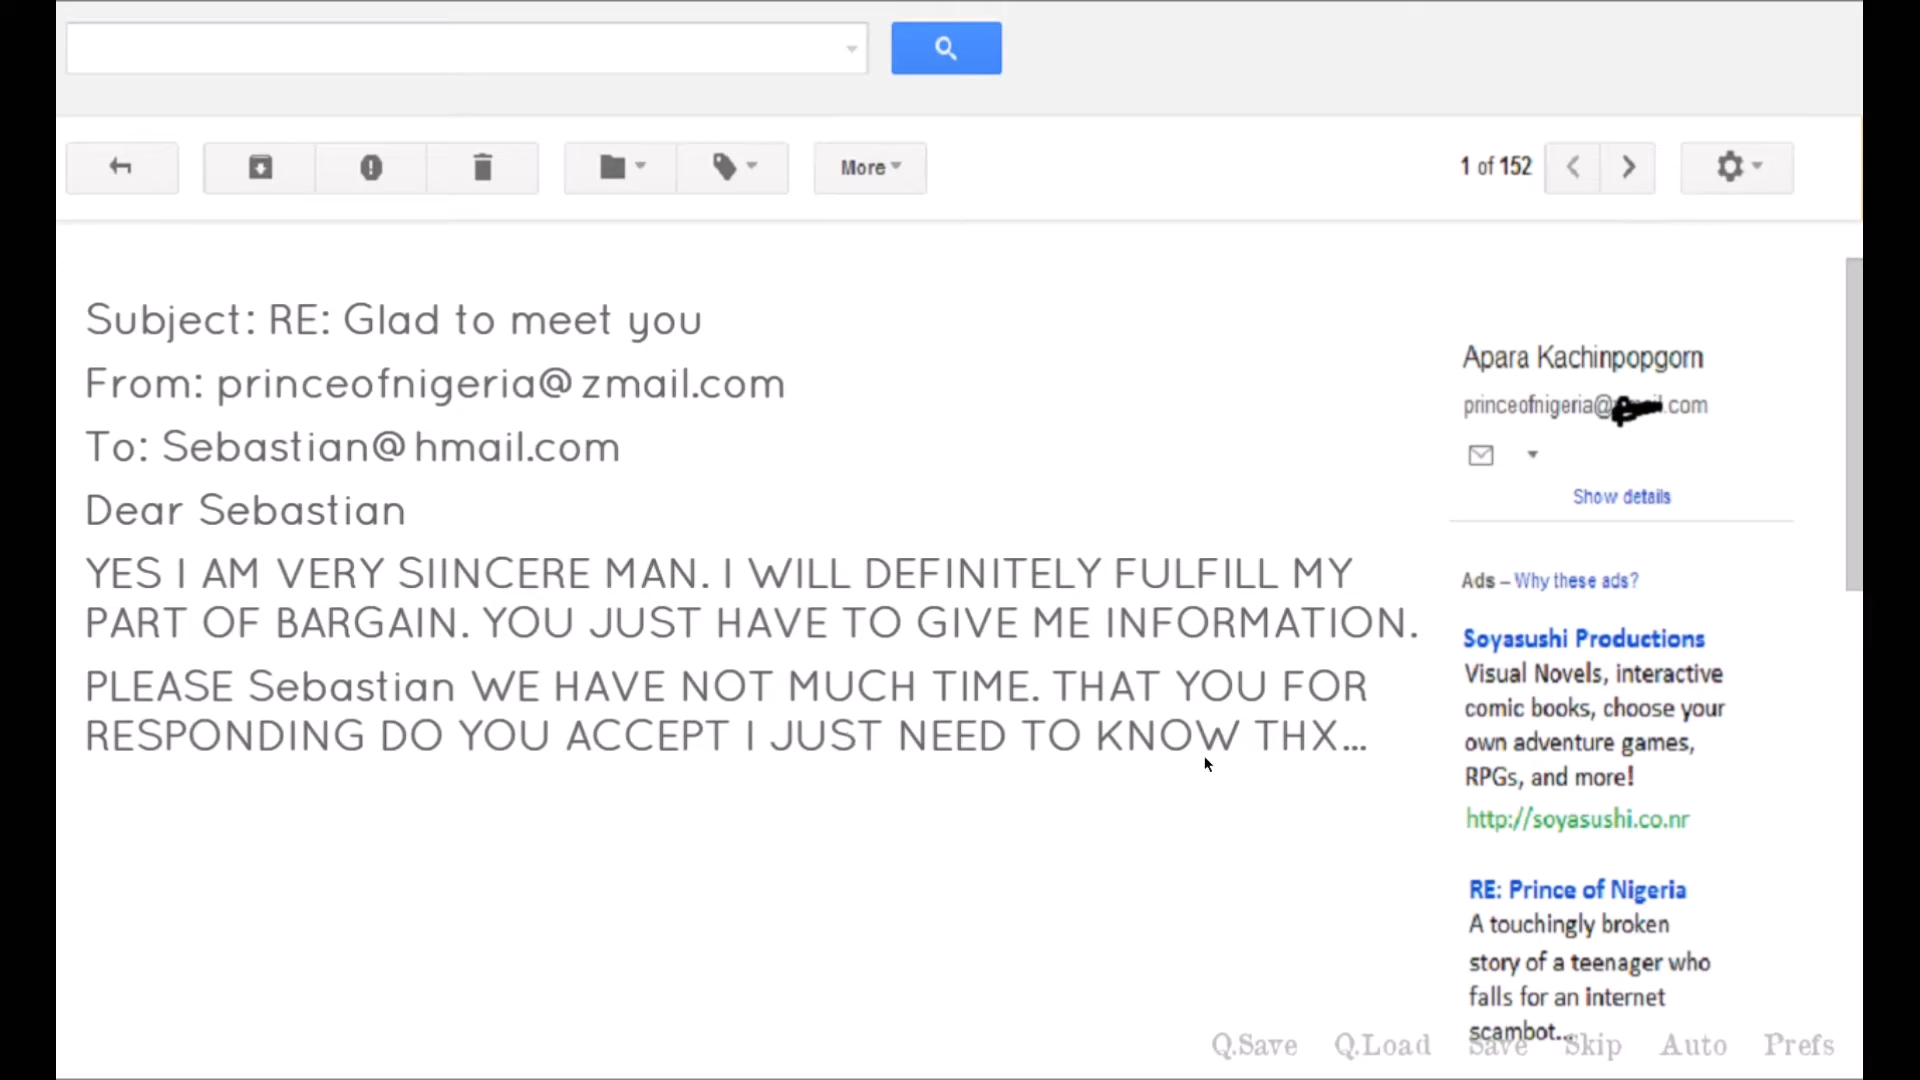 More
1 of 152
Subject: RE: Glad to meet you
From: princeofnigeria@zmail.com
To: Sebastian@hmail.com
Dear Sebastian
YES I AM VERY SIINCERE MAN. I WILL DEFINITELY FULFILL MY
PART OF BARGAIN. YOU JUST HAVE TO GIVE ME INFORMATION.
PLEASE Sebastian WE HAVE NOT MUCH TIME. THAT YOU FOR
RESPONDING DO YOU ACCEPT I JUST NEED TO KNOW THX...
Apara Kachinpopgorn
princeofnigeria@ .com
Show details
Ads – Why these ads?
Soyasushi Productions
Visual Novels, interactive
comic books, choose your
own adventure games,
RPGs, and more!
http://soyasushi.co.nr
RE: Prince of Nigeria
A touchingly broken
story of a teenager who
falls for an internet
scambot...
Q.Save Q.Load Save Skip Auto Prefs